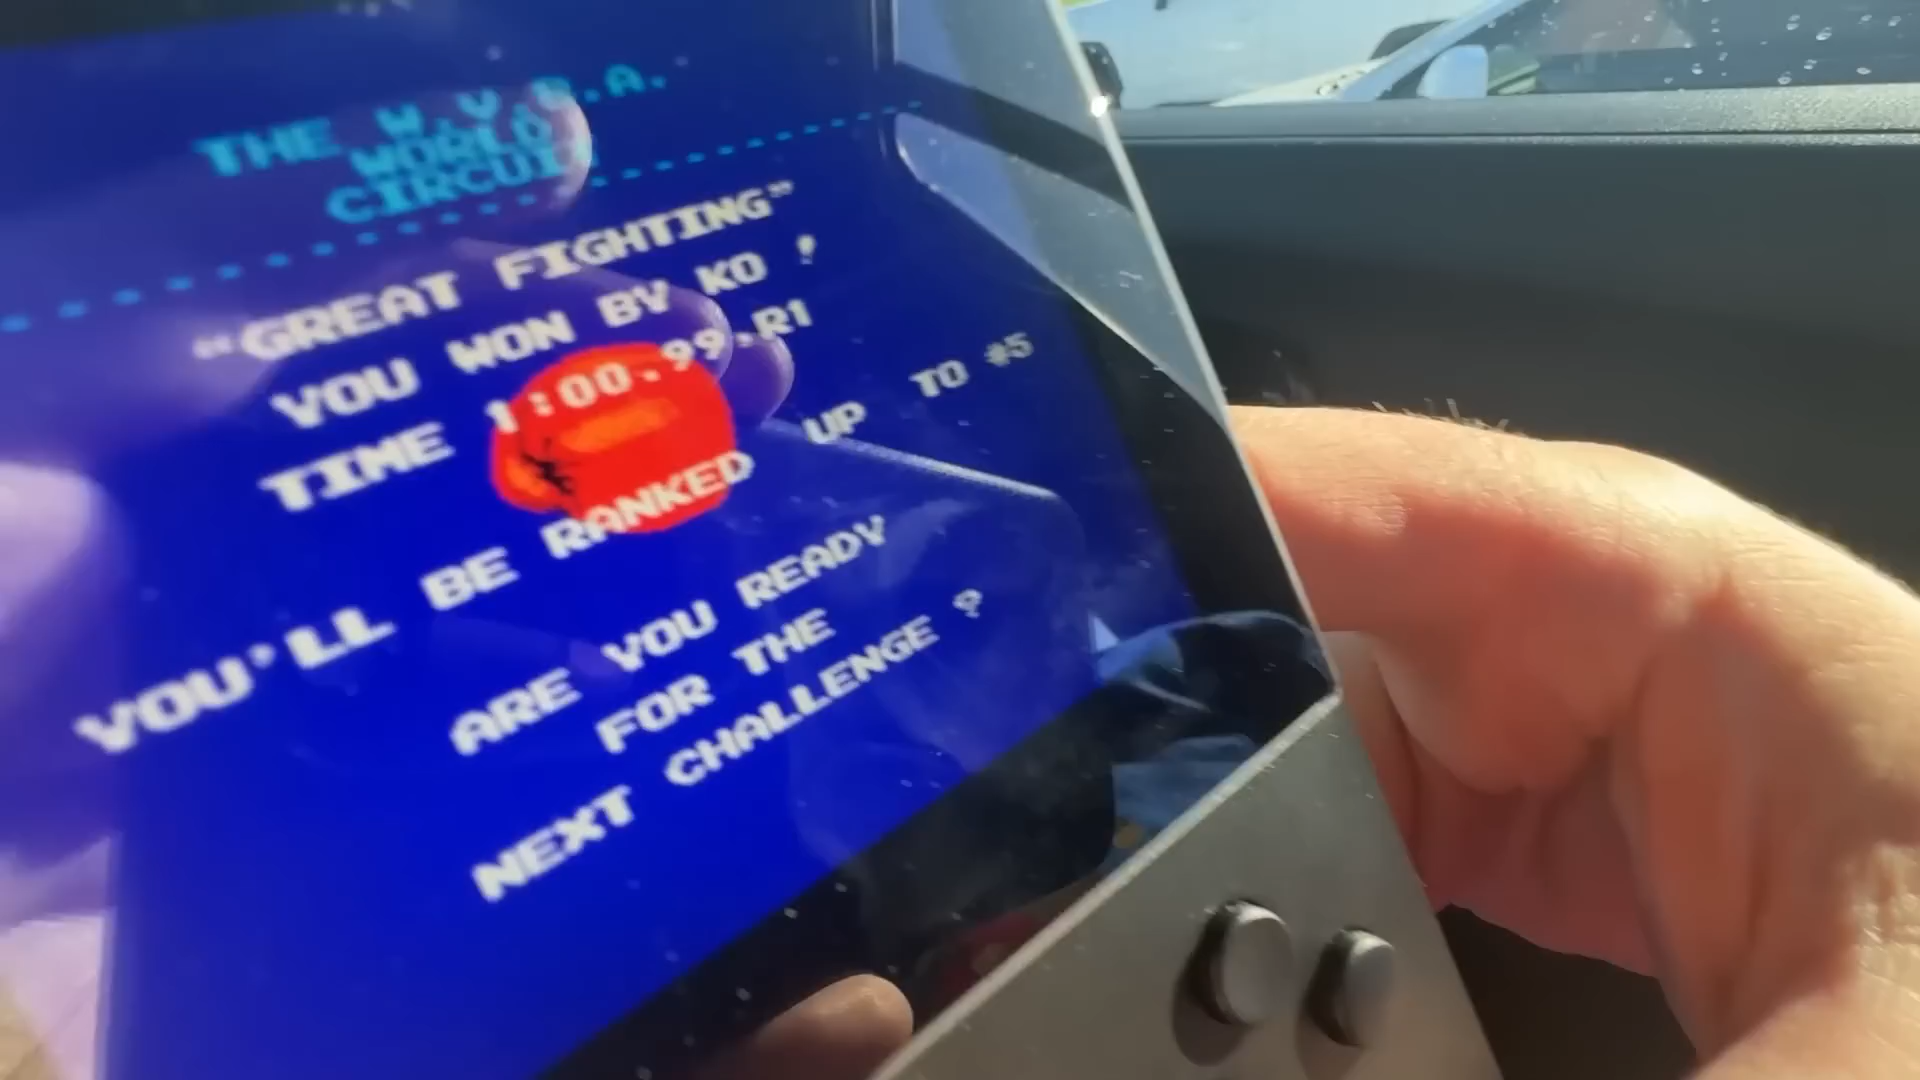 THE W.V.B.A.
WORLD
CIRCUIT
"GREAT FIGHTING"
YOU WON BY KO !
TIME 1:00.99.R1
YOU'LL BE RANKED UP TO #5
ARE YOU READY
FOR THE
NEXT CHALLENGE ?